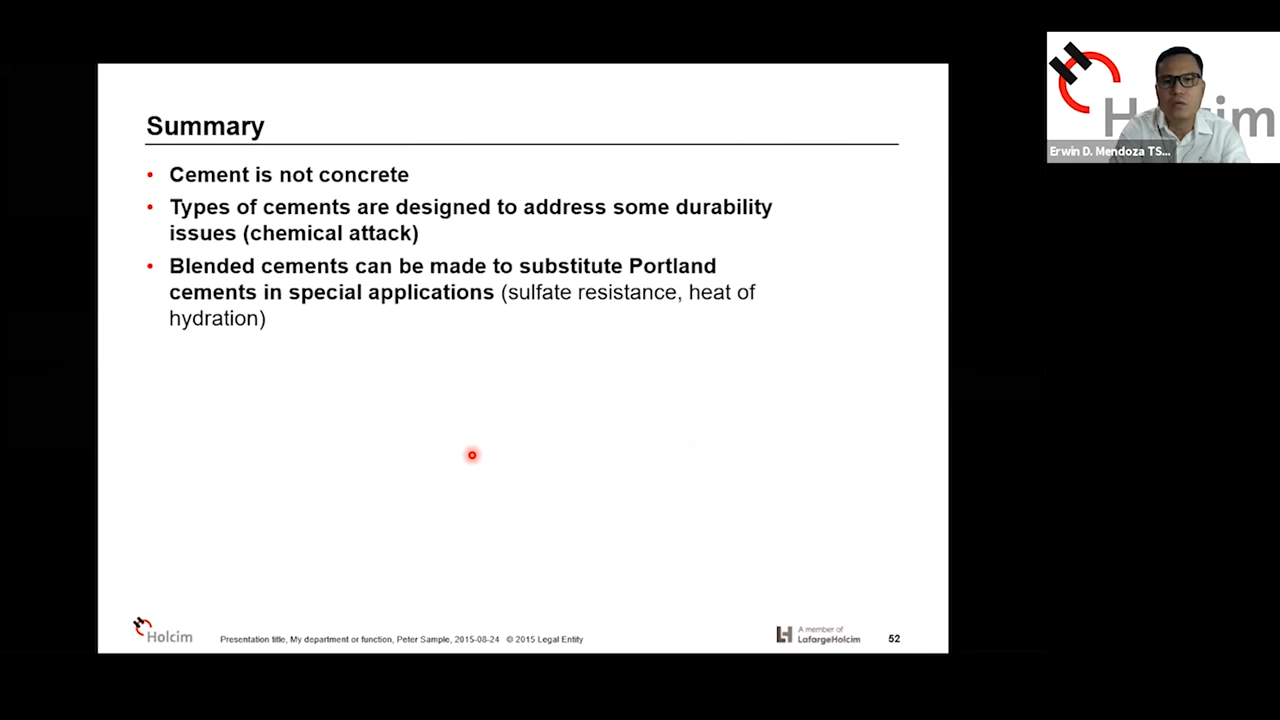 Summary
• Cement is not concrete
• Types of cements are designed to address some durability
issues (chemical attack)
• Blended cements can be made to substitute Portland
cements in special applications (sulfate resistance, heat of
hydration)
Holcim
Presentation title, My department or function, Peter Sample, 2015-08-24 © 2015 Legal Entity
A member of
LafargeHolcim
52
Erwin D. Mendoza TS...